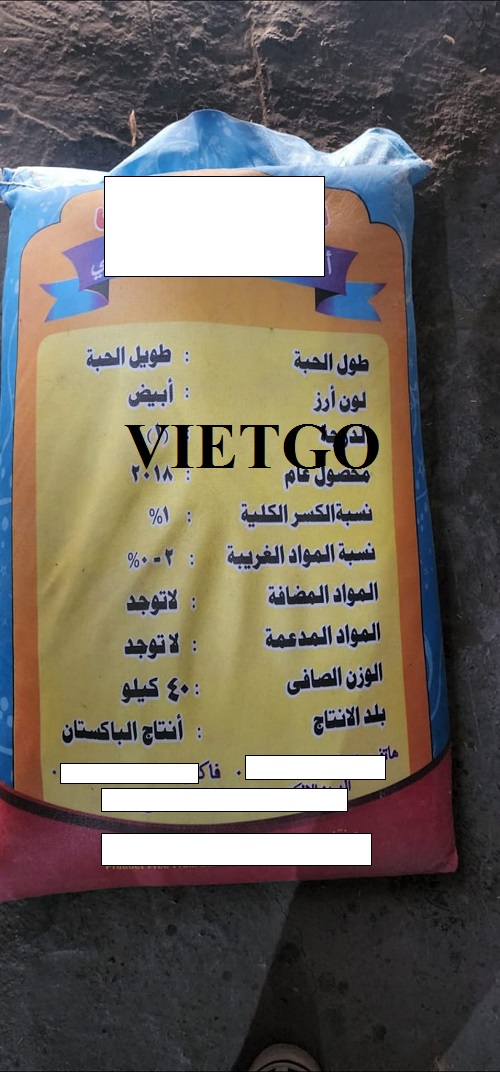 طول الحبة : طويل الحبة
لون أرز : أبيض
VIETGO
محصول عام : ٢٠١٨
نسبة الكسر الكلية : ١%
نسبة المواد الغريبة : ٢-٠%
المواد المضافة : لاتوجد
المواد المدعمة : لا توجد
الوزن الصافى : ٤٠ كيلو
بلد الانتاج : أنتاج الباكستان